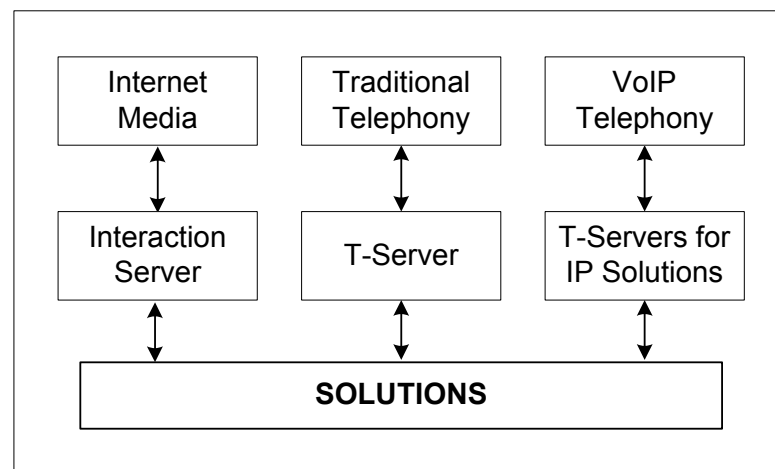 Internet
Media
Traditional
Telephony
VoIP
Telephony
Interaction
Server
T-Server
T-Servers for
IP Solutions
SOLUTIONS